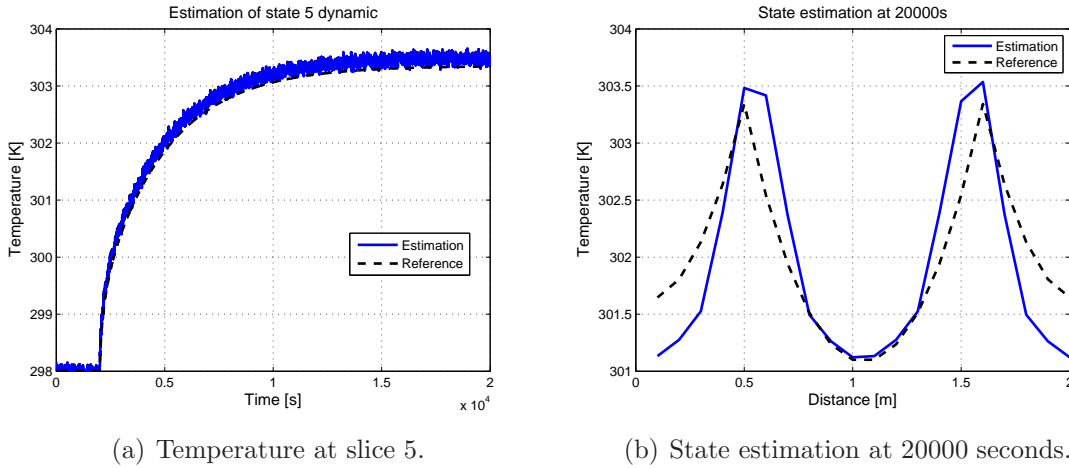 Estimation of state 5 dynamic
304
303
302
301
300
299
298
Temperature [K]
Estimation
Reference
0
0.5
1
1.5
2
x 10^4
Time [s]
(a) Temperature at slice 5.
State estimation at 20000s
304
303.5
303
302.5
302
301.5
301
Temperature [K]
Estimation
Reference
0
0.5
1
1.5
2
Distance [m]
(b) State estimation at 20000 seconds.